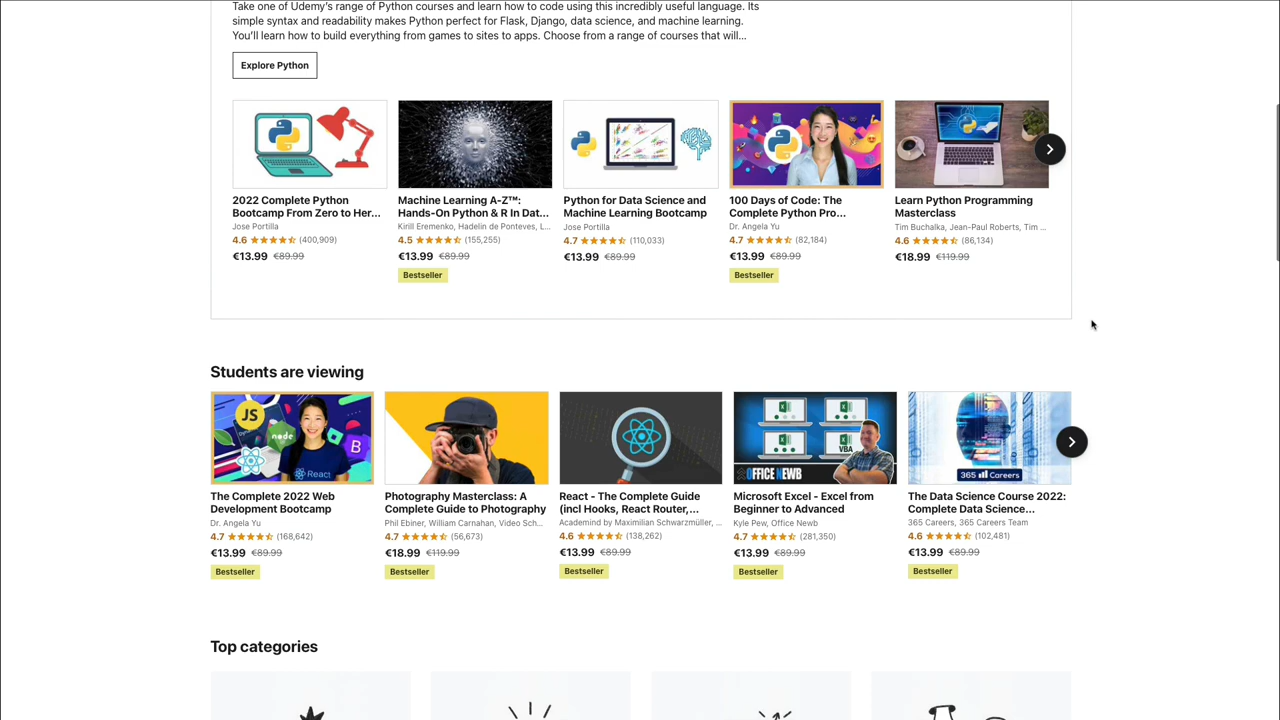 Take one of Udemy's range of Python courses and learn how to code using this incredibly useful language. Its
simple syntax and readability makes Python perfect for Flask, Django, data science, and machine learning.
You'll learn how to build everything from games to sites to apps. Choose from a range of courses that will...
Explore Python
2022 Complete Python
Bootcamp From Zero to Her...
Jose Portilla
4.6 (400,909)
€13.99 €89.99
Machine Learning A-Z™:
Hands-On Python & R In Dat...
Kirill Eremenko, Hadelin de Ponteves, L...
4.5 (155,255)
€13.99 €89.99
Bestseller
Python for Data Science and
Machine Learning Bootcamp
Jose Portilla
4.7 (110,033)
€13.99 €89.99
100 Days of Code: The
Complete Python Pro...
Dr. Angela Yu
4.7 (82,184)
€13.99 €89.99
Bestseller
Learn Python Programming
Masterclass
Tim Buchalka, Jean-Paul Roberts, Tim ...
4.6 (86,134)
€18.99 €119.99
Students are viewing
JS
node
B
React
The Complete 2022 Web
Development Bootcamp
Dr. Angela Yu
4.7 (168,642)
€13.99 €89.99
Bestseller
Photography Masterclass: A
Complete Guide to Photography
Phil Ebiner, William Carnahan, Video Sch...
4.7 (56,673)
€18.99 €119.99
Bestseller
React - The Complete Guide
(incl Hooks, React Router,...
Academind by Maximilian Schwarzmüller, ...
4.6 (138,262)
€13.99 €89.99
Bestseller
VBA
OFFICE NEWB
Microsoft Excel - Excel from
Beginner to Advanced
Kyle Pew, Office Newb
4.7 (281,350)
€13.99 €89.99
Bestseller
365 Careers
The Data Science Course 2022:
Complete Data Science...
365 Careers, 365 Careers Team
4.6 (102,481)
€13.99 €89.99
Bestseller
Top categories